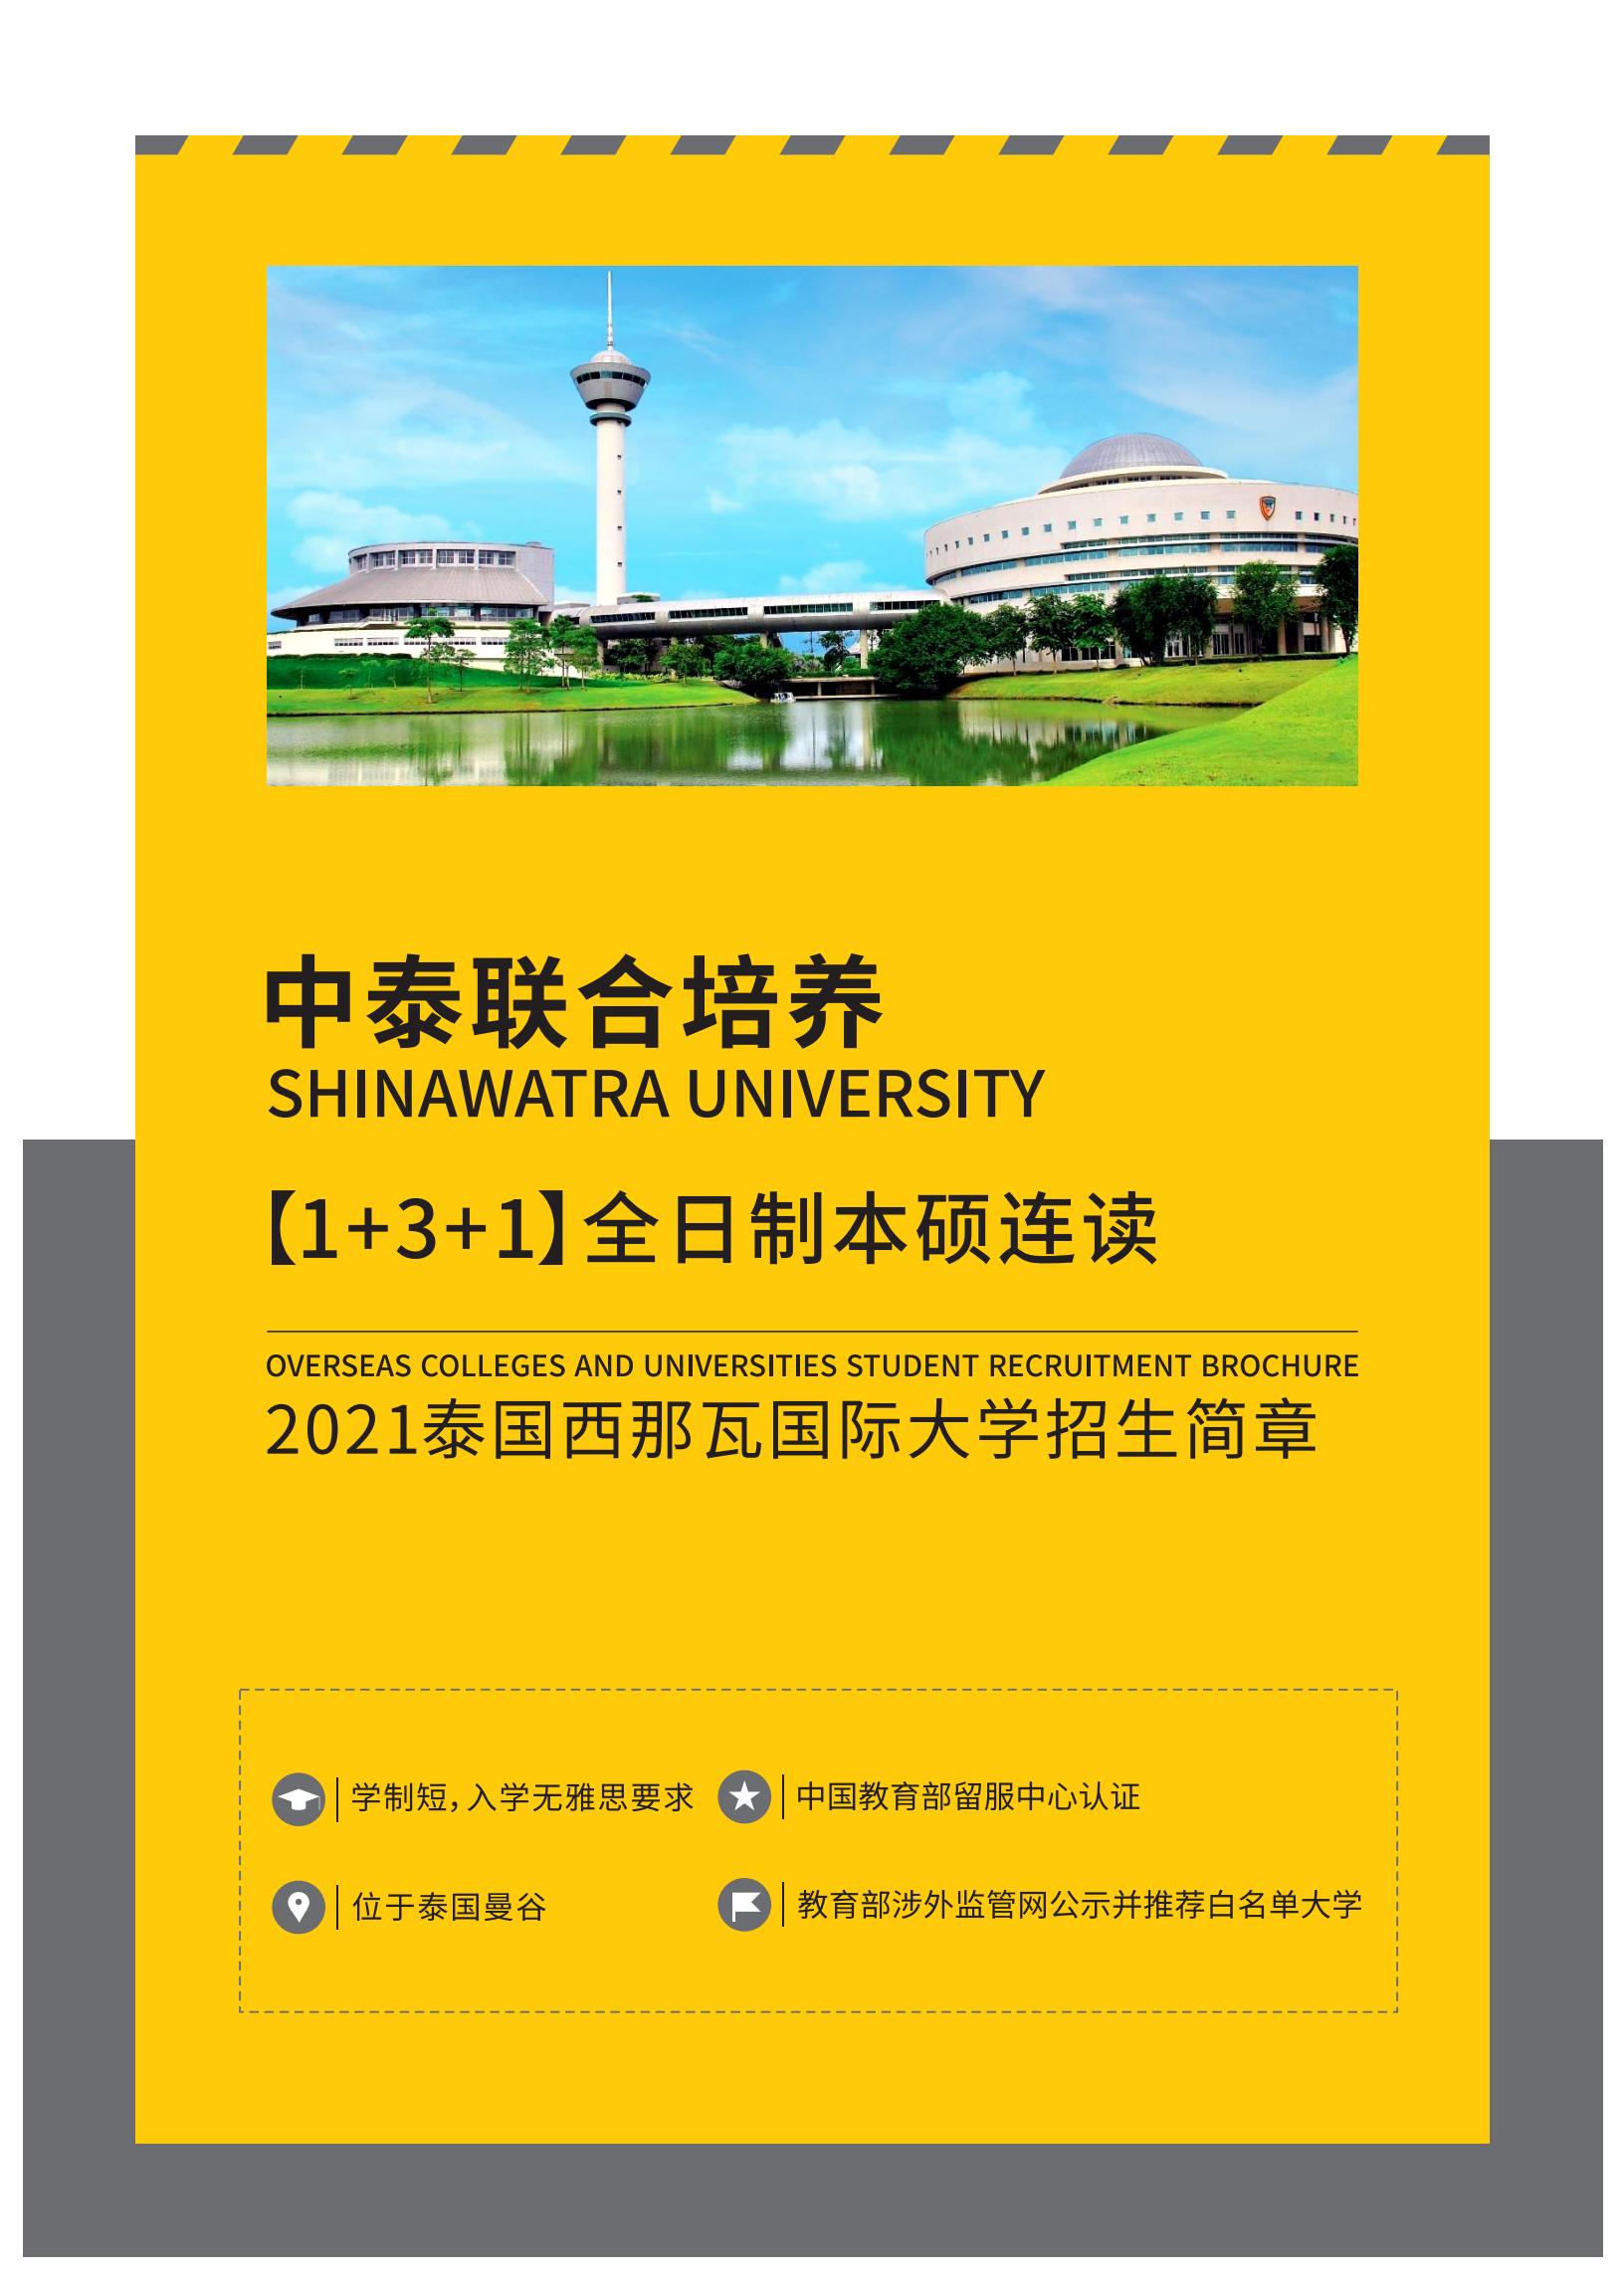 中泰联合培养
SHINAWATRA UNIVERSITY
【1+3+1】全日制本硕连读
OVERSEAS COLLEGES AND UNIVERSITIES STUDENT RECRUITMENT BROCHURE
2021泰国西那瓦国际大学招生简章
学制短，入学无雅思要求
中国教育部留服中心认证
位于泰国曼谷
教育部涉外监管网公示并推荐白名单大学